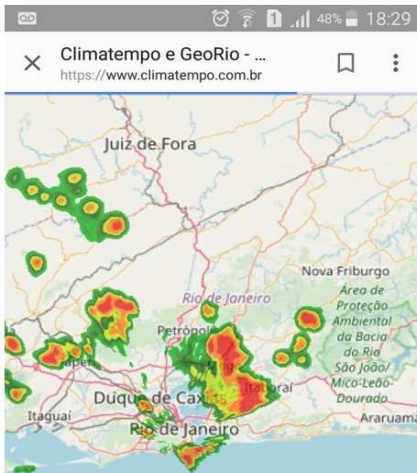 1 48% 18:29
Climatempo e GeoRio - ...
https://www.climatempo.com.br
Juiz de Fora
Nova Friburgo
Rio de Janeiro
Área de
Proteção
Ambiental
da Bacia
do Rio
São João/
Mico-Leão-
Dourado
Petrópolis
Itaboraí
Duque de Caxias
Araruama
Itaguaí
Rio de Janeiro